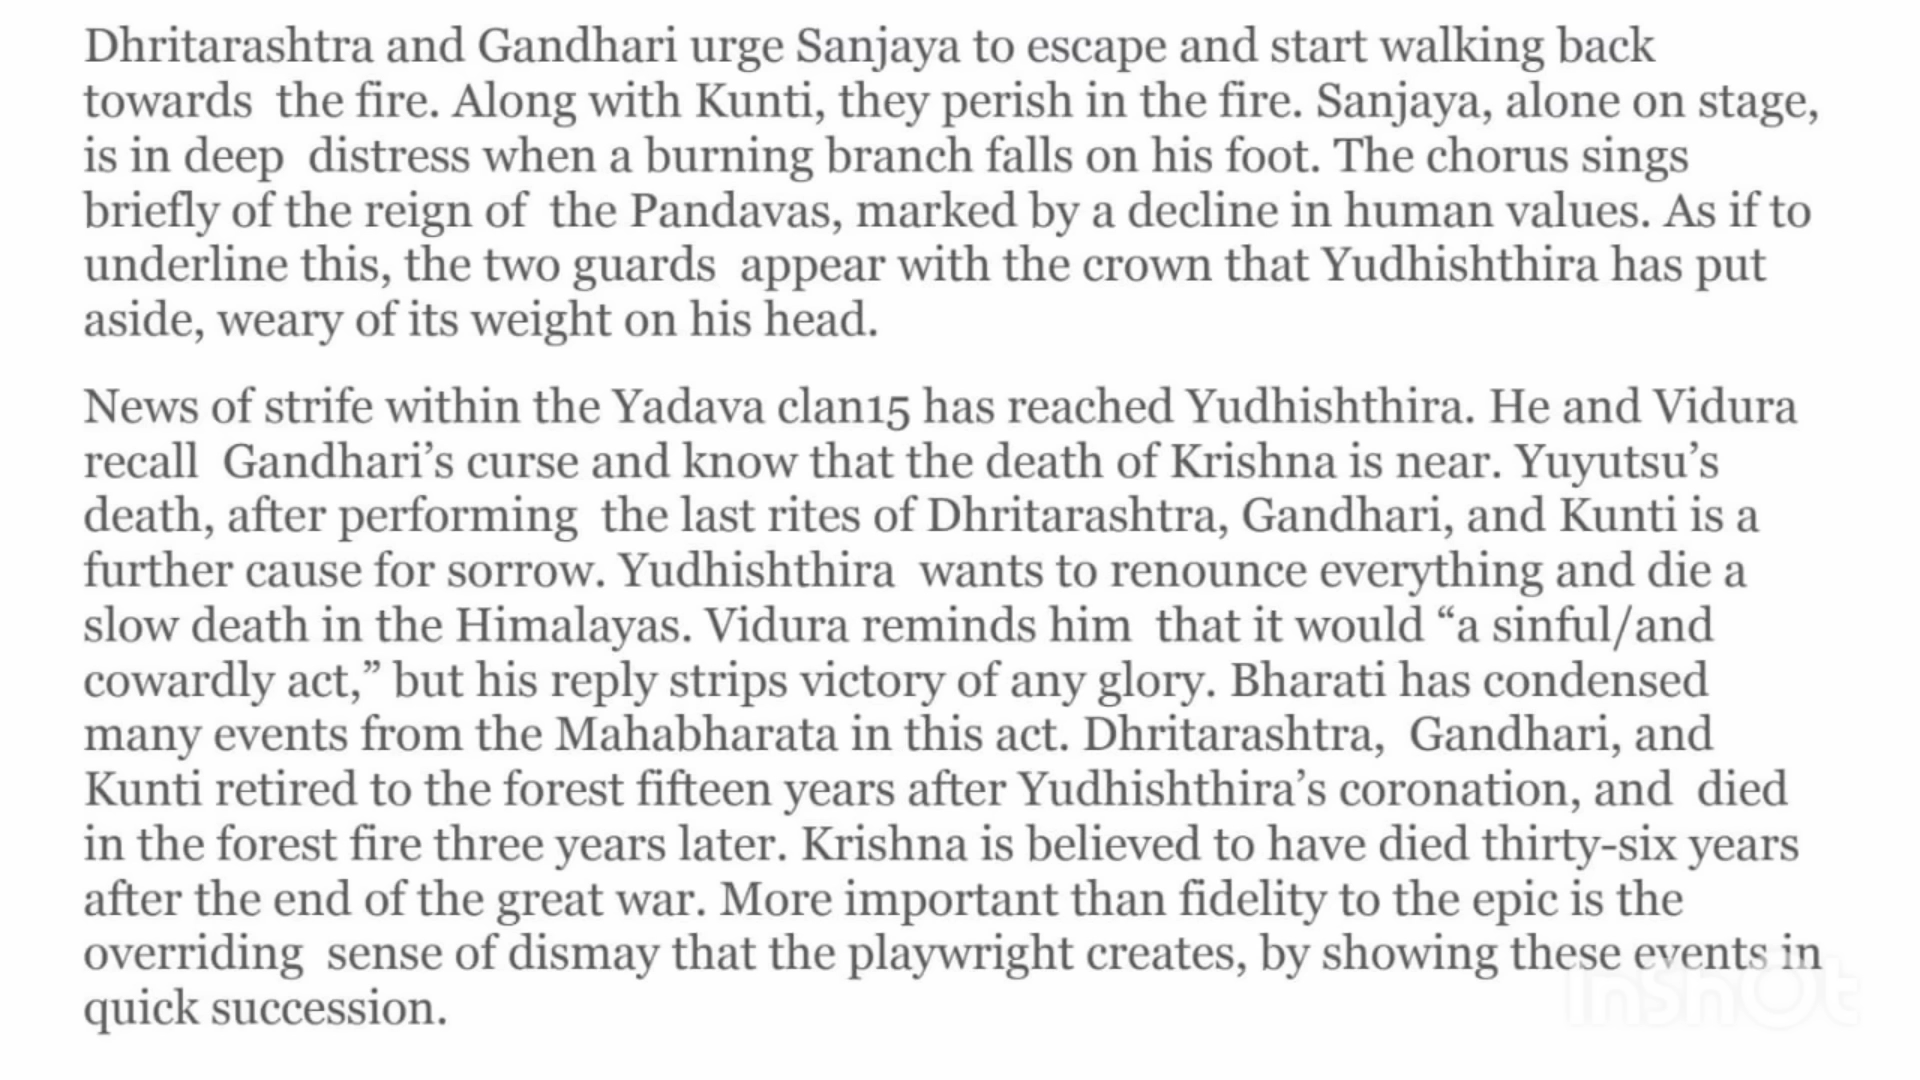 Dhritarashtra and Gandhari urge Sanjaya to escape and start walking back
towards the fire. Along with Kunti, they perish in the fire. Sanjaya, alone on stage,
is in deep distress when a burning branch falls on his foot. The chorus sings
briefly of the reign of the Pandavas, marked by a decline in human values. As if to
underline this, the two guards appear with the crown that Yudhishthira has put
aside, weary of its weight on his head.
News of strife within the Yadava clan15 has reached Yudhishthira. He and Vidura
recall Gandhari’s curse and know that the death of Krishna is near. Yuyutsu’s
death, after performing the last rites of Dhritarashtra, Gandhari, and Kunti is a
further cause for sorrow. Yudhishthira wants to renounce everything and die a
slow death in the Himalayas. Vidura reminds him that it would “a sinful/and
cowardly act,” but his reply strips victory of any glory. Bharati has condensed
many events from the Mahabharata in this act. Dhritarashtra, Gandhari, and
Kunti retired to the forest fifteen years after Yudhishthira’s coronation, and died
in the forest fire three years later. Krishna is believed to have died thirty-six years
after the end of the great war. More important than fidelity to the epic is the
overriding sense of dismay that the playwright creates, by showing these events in
quick succession.
InShOt